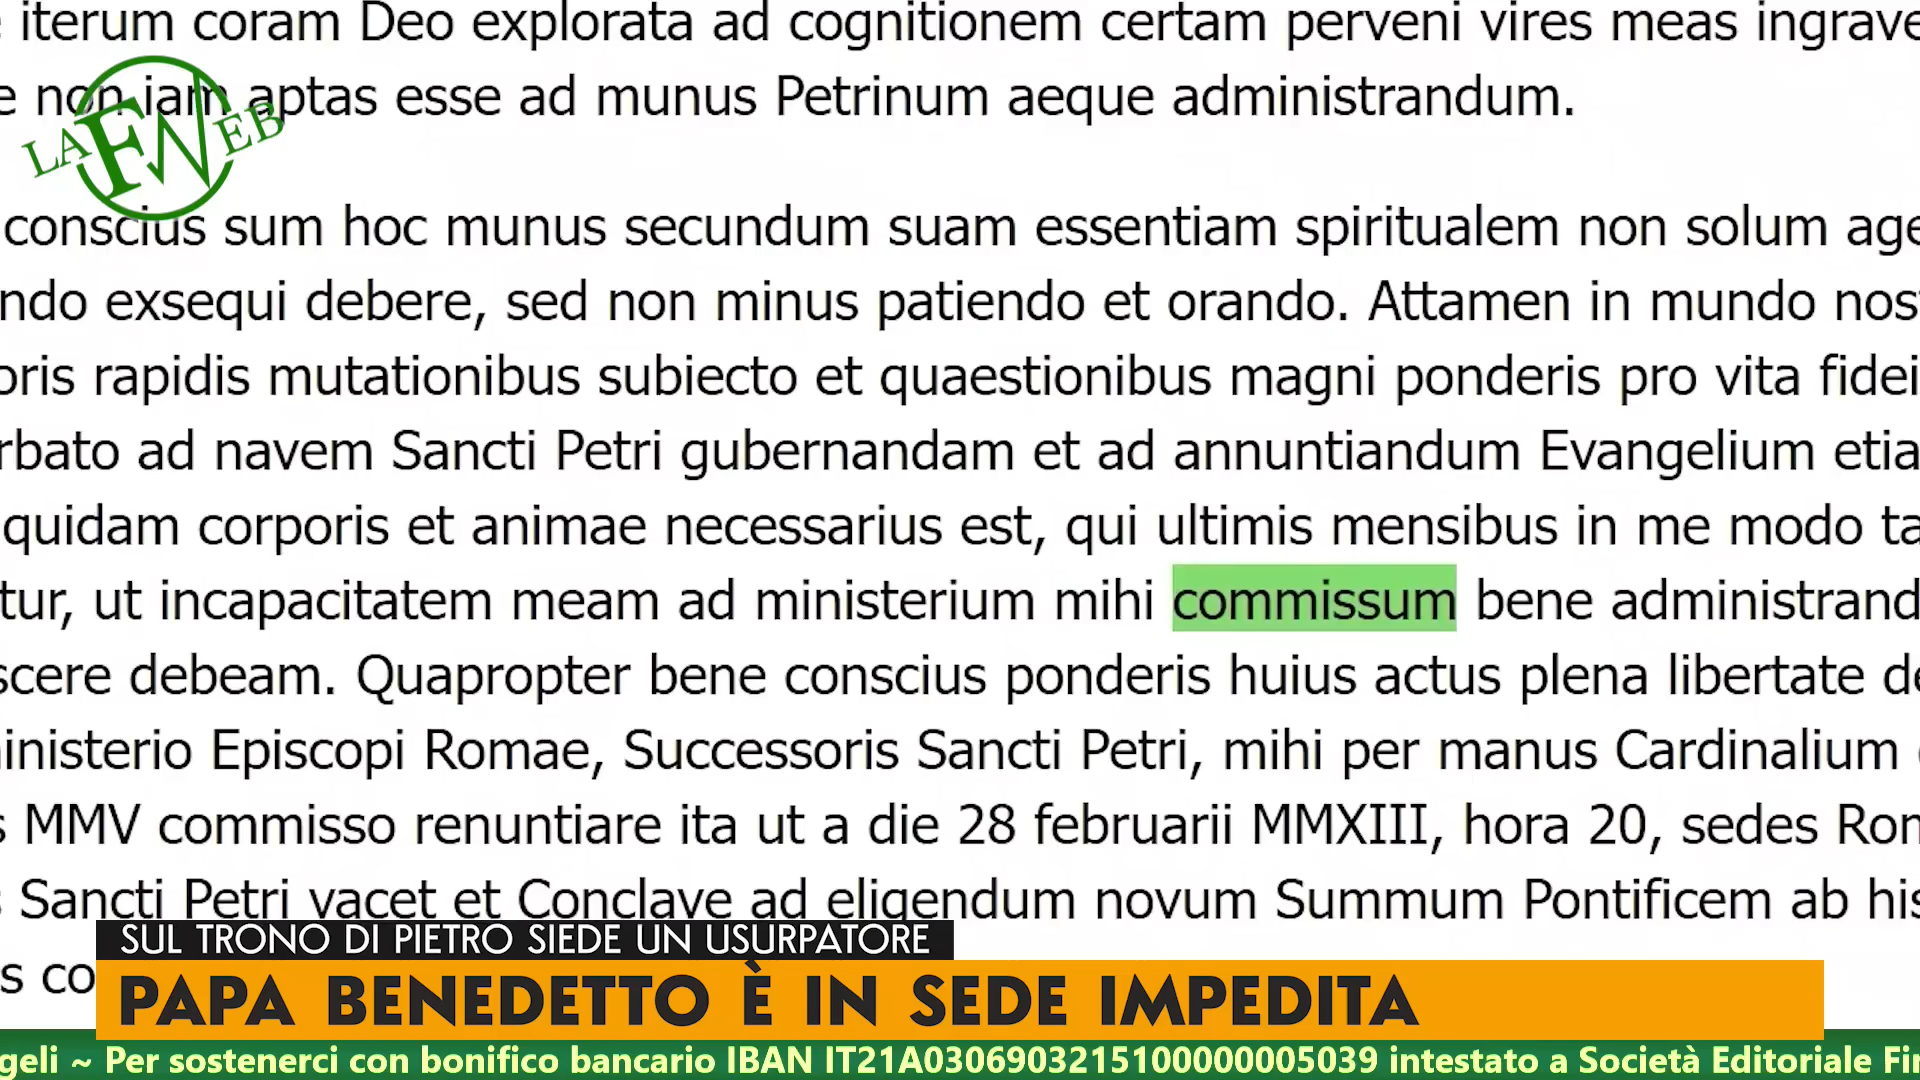 iterum coram Deo explorata ad cognitionem certam perveni vires meas ingrave
e non iam aptas esse ad munus Petrinum aeque administrandum.
LA FW EB
conscius sum hoc munus secundum suam essentiam spiritualem non solum age
ndo exsequi debere, sed non minus patiendo et orando. Attamen in mundo nos
oris rapidis mutationibus subiecto et quaestionibus magni ponderis pro vita fidei
rbato ad navem Sancti Petri gubernandam et ad annuntiandum Evangelium etia
quidam corporis et animae necessarius est, qui ultimis mensibus in me modo ta
tur, ut incapacitatem meam ad ministerium mihi commissum bene administrand
scere debeam. Quapropter bene conscius ponderis huius actus plena libertate de
inisterio Episcopi Romae, Successoris Sancti Petri, mihi per manus Cardinalium
s MMV commisso renuntiare ita ut a die 28 februarii MMXIII, hora 20, sedes Rom
s Sancti Petri vacet et Conclave ad eligendum novum Summum Pontificem ab his
s co
SUL TRONO DI PIETRO SIEDE UN USURPATORE
PAPA BENEDETTO È IN SEDE IMPEDITA
geli ~ Per sostenerci con bonifico bancario IBAN IT21A0306903215100000005039 intestato a Società Editoriale Fir